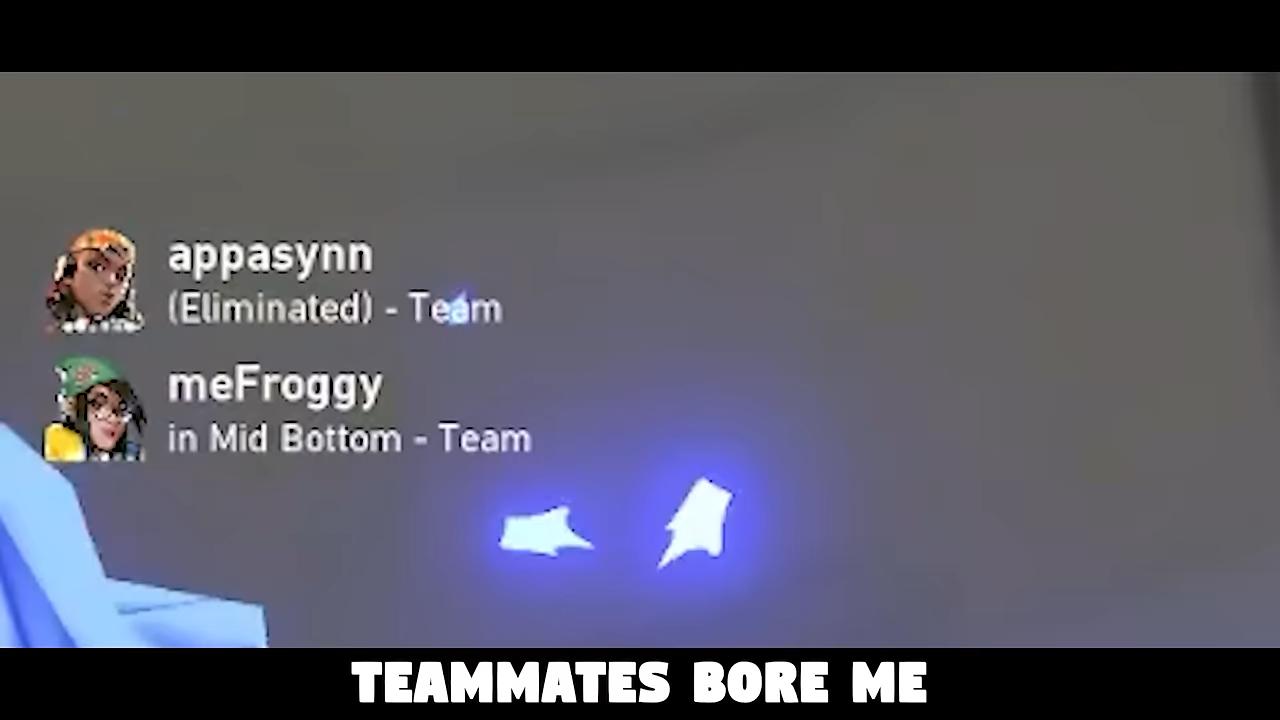 appasynn
(Eliminated) - Team
meFroggy
in Mid Bottom - Team
TEAMMATES BORE ME